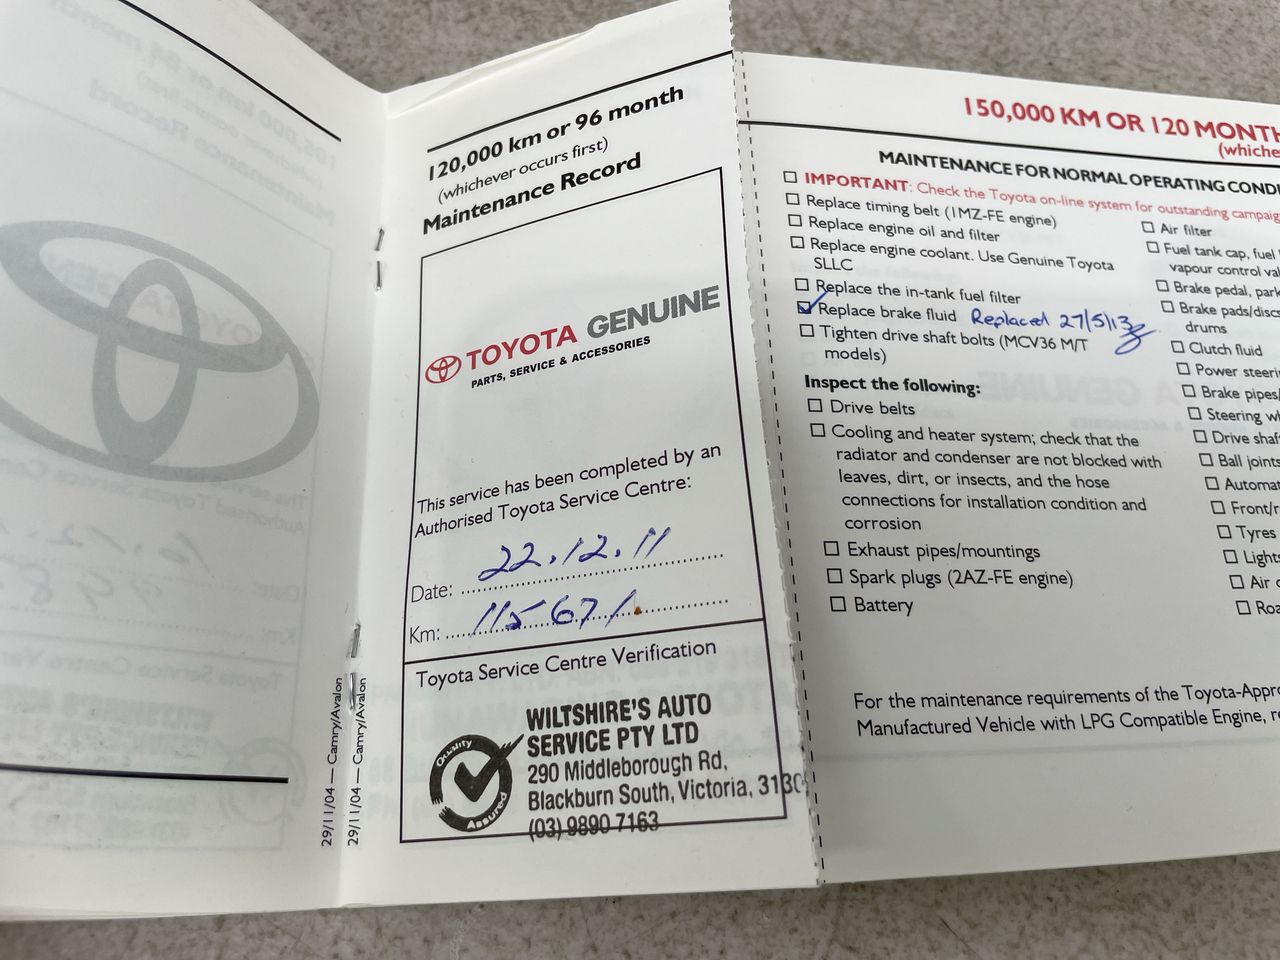 120,000 km or 96 month
(whichever occurs first)
Maintenance Record
TOYOTA GENUINE
PARTS, SERVICE & ACCESSORIES
This service has been completed by an
Authorised Toyota Service Centre:
Date: 22.12.11
Km: 115671
Toyota Service Centre Verification
Quality
Assured
WILTSHIRE'S AUTO
SERVICE PTY LTD
290 Middleborough Rd,
Blackburn South, Victoria, 3130
(03) 9890 7163
29/11/04 — Camry/Avalon
29/11/04 — Camry/Avalon
150,000 KM OR 120 MONTH
(whiche
MAINTENANCE FOR NORMAL OPERATING CONDI
IMPORTANT: Check the Toyota on-line system for outstanding campaig
Replace timing belt (1MZ-FE engine)
Replace engine oil and filter
Replace engine coolant. Use Genuine Toyota
SLLC
Replace the in-tank fuel filter
Replace brake fluid Replaced 27/5/13
Tighten drive shaft bolts (MCV36 M/T
models)
Inspect the following:
Drive belts
Cooling and heater system; check that the
radiator and condenser are not blocked with
leaves, dirt, or insects, and the hose
connections for installation condition and
corrosion
Exhaust pipes/mountings
Spark plugs (2AZ-FE engine)
Battery
Air filter
Fuel tank cap, fuel
vapour control val
Brake pedal, park
Brake pads/discs
drums
Clutch fluid
Power steeri
Brake pipes/
Steering wh
Drive shaf
Ball joints
Automat
Front/r
Tyres
Lights
Air c
Roa
For the maintenance requirements of the Toyota-Appro
Manufactured Vehicle with LPG Compatible Engine, re